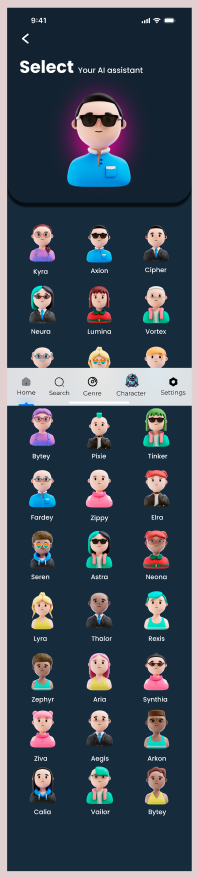 9:41
Select Your AI assistant
Kyra Axion Cipher
Neura Lumina Vortex
Home Search Genre Character Settings
Bytey Pixie Tinker
Fardey Zippy Elra
Seren Astra Neona
Lyra Thalor Rexis
Zephyr Aria Synthia
Ziva Aegis Arkon
Calia Vailor Bytey